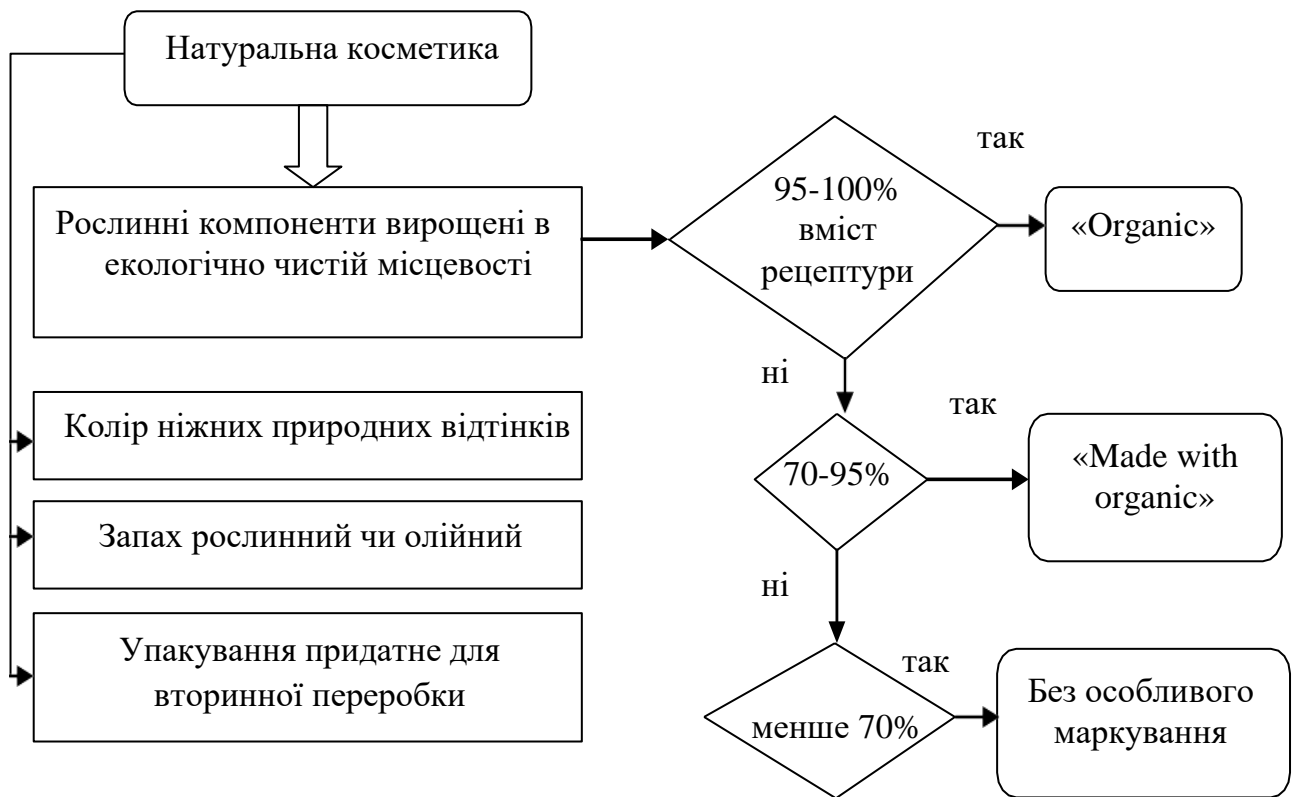 Натуральна косметика
Рослинні компоненти вирощені в
екологічно чистій місцевості
Колір ніжних природних відтінків
Запах рослинний чи олійний
Упакування придатне для
вторинної переробки
95-100%
вміст
рецептури
так
«Organic»
ні
70-95%
так
«Made with
organic»
ні
менше 70%
так
Без особливого
маркування